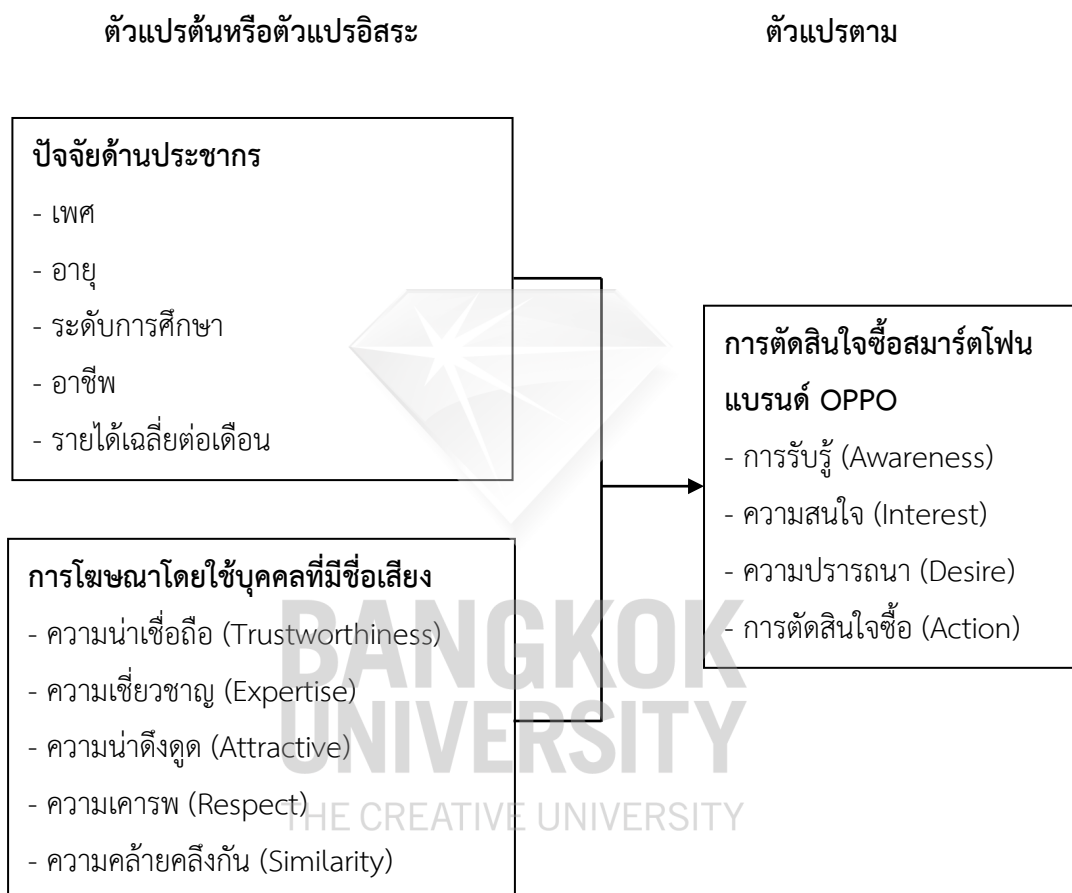 ตัวแปรต้นหรือตัวแปรอิสระ
ตัวแปรตาม
ปัจจัยด้านประชากร
- เพศ
- อายุ
- ระดับการศึกษา
- อาชีพ
- รายได้เฉลี่ยต่อเดือน
การโฆษณาโดยใช้บุคคลที่มีชื่อเสียง
- ความน่าเชื่อถือ (Trustworthiness)
- ความเชี่ยวชาญ (Expertise)
- ความน่าดึงดูด (Attractive)
- ความเคารพ (Respect)
- ความคล้ายคลึงกัน (Similarity)
การตัดสินใจซื้อสมาร์ตโฟน
แบรนด์ OPPO
- การรับรู้ (Awareness)
- ความสนใจ (Interest)
- ความปรารถนา (Desire)
- การตัดสินใจซื้อ (Action)
BANGKOK
UNIVERSITY
THE CREATIVE UNIVERSITY